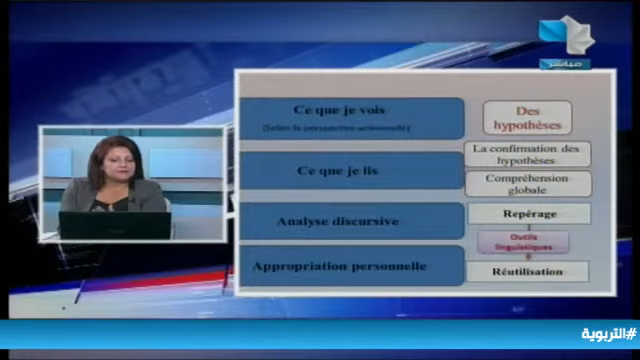 مباشر
Ce que je vois
(Selon la perspective actionnelle)
Des
hypothèses
La confirmation des
hypothèses
Ce que je lis
Compréhension
globale
Analyse discursive
Repérage
Outils
linguistiques
Appropriation personnelle
Réutilisation
#التربوية